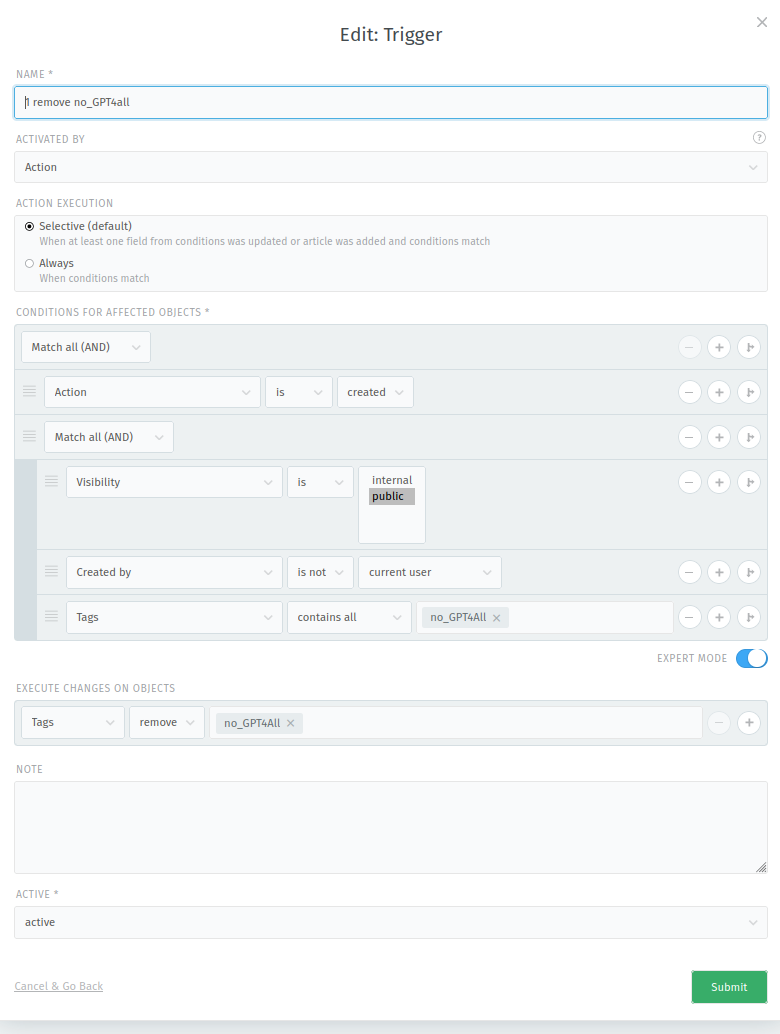 Edit: Trigger
NAME *
1 remove no_GPT4all
ACTIVATED BY
Action
ACTION EXECUTION
Selective (default)
When at least one field from conditions was updated or article was added and conditions match
Always
When conditions match
CONDITIONS FOR AFFECTED OBJECTS *
Match all (AND)
Action is created
Match all (AND)
Visibility is internal
public
Created by is not current user
Tags contains all no_GPT4All
EXPERT MODE
EXECUTE CHANGES ON OBJECTS
Tags remove no_GPT4All
NOTE
ACTIVE *
active
Cancel & Go Back Submit